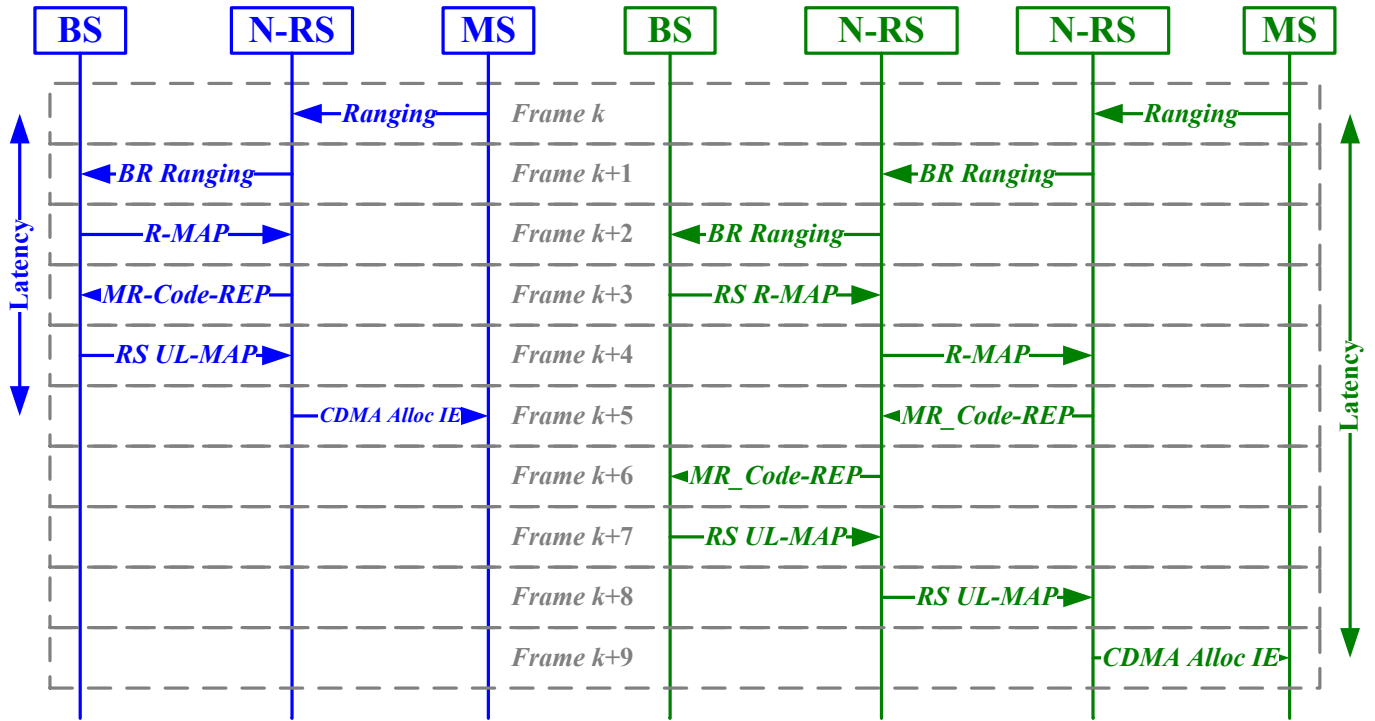 BS N-RS MS BS N-RS N-RS MS
Ranging Frame k Ranging
BR Ranging Frame k+1 BR Ranging
R-MAP Frame k+2 BR Ranging
MR-Code-REP Frame k+3 RS R-MAP
RS UL-MAP Frame k+4 R-MAP
CDMA Alloc IE Frame k+5 MR_Code-REP
Frame k+6 MR_Code-REP
Frame k+7 RS UL-MAP
Frame k+8 RS UL-MAP
Frame k+9 CDMA Alloc IE
Latency
Latency